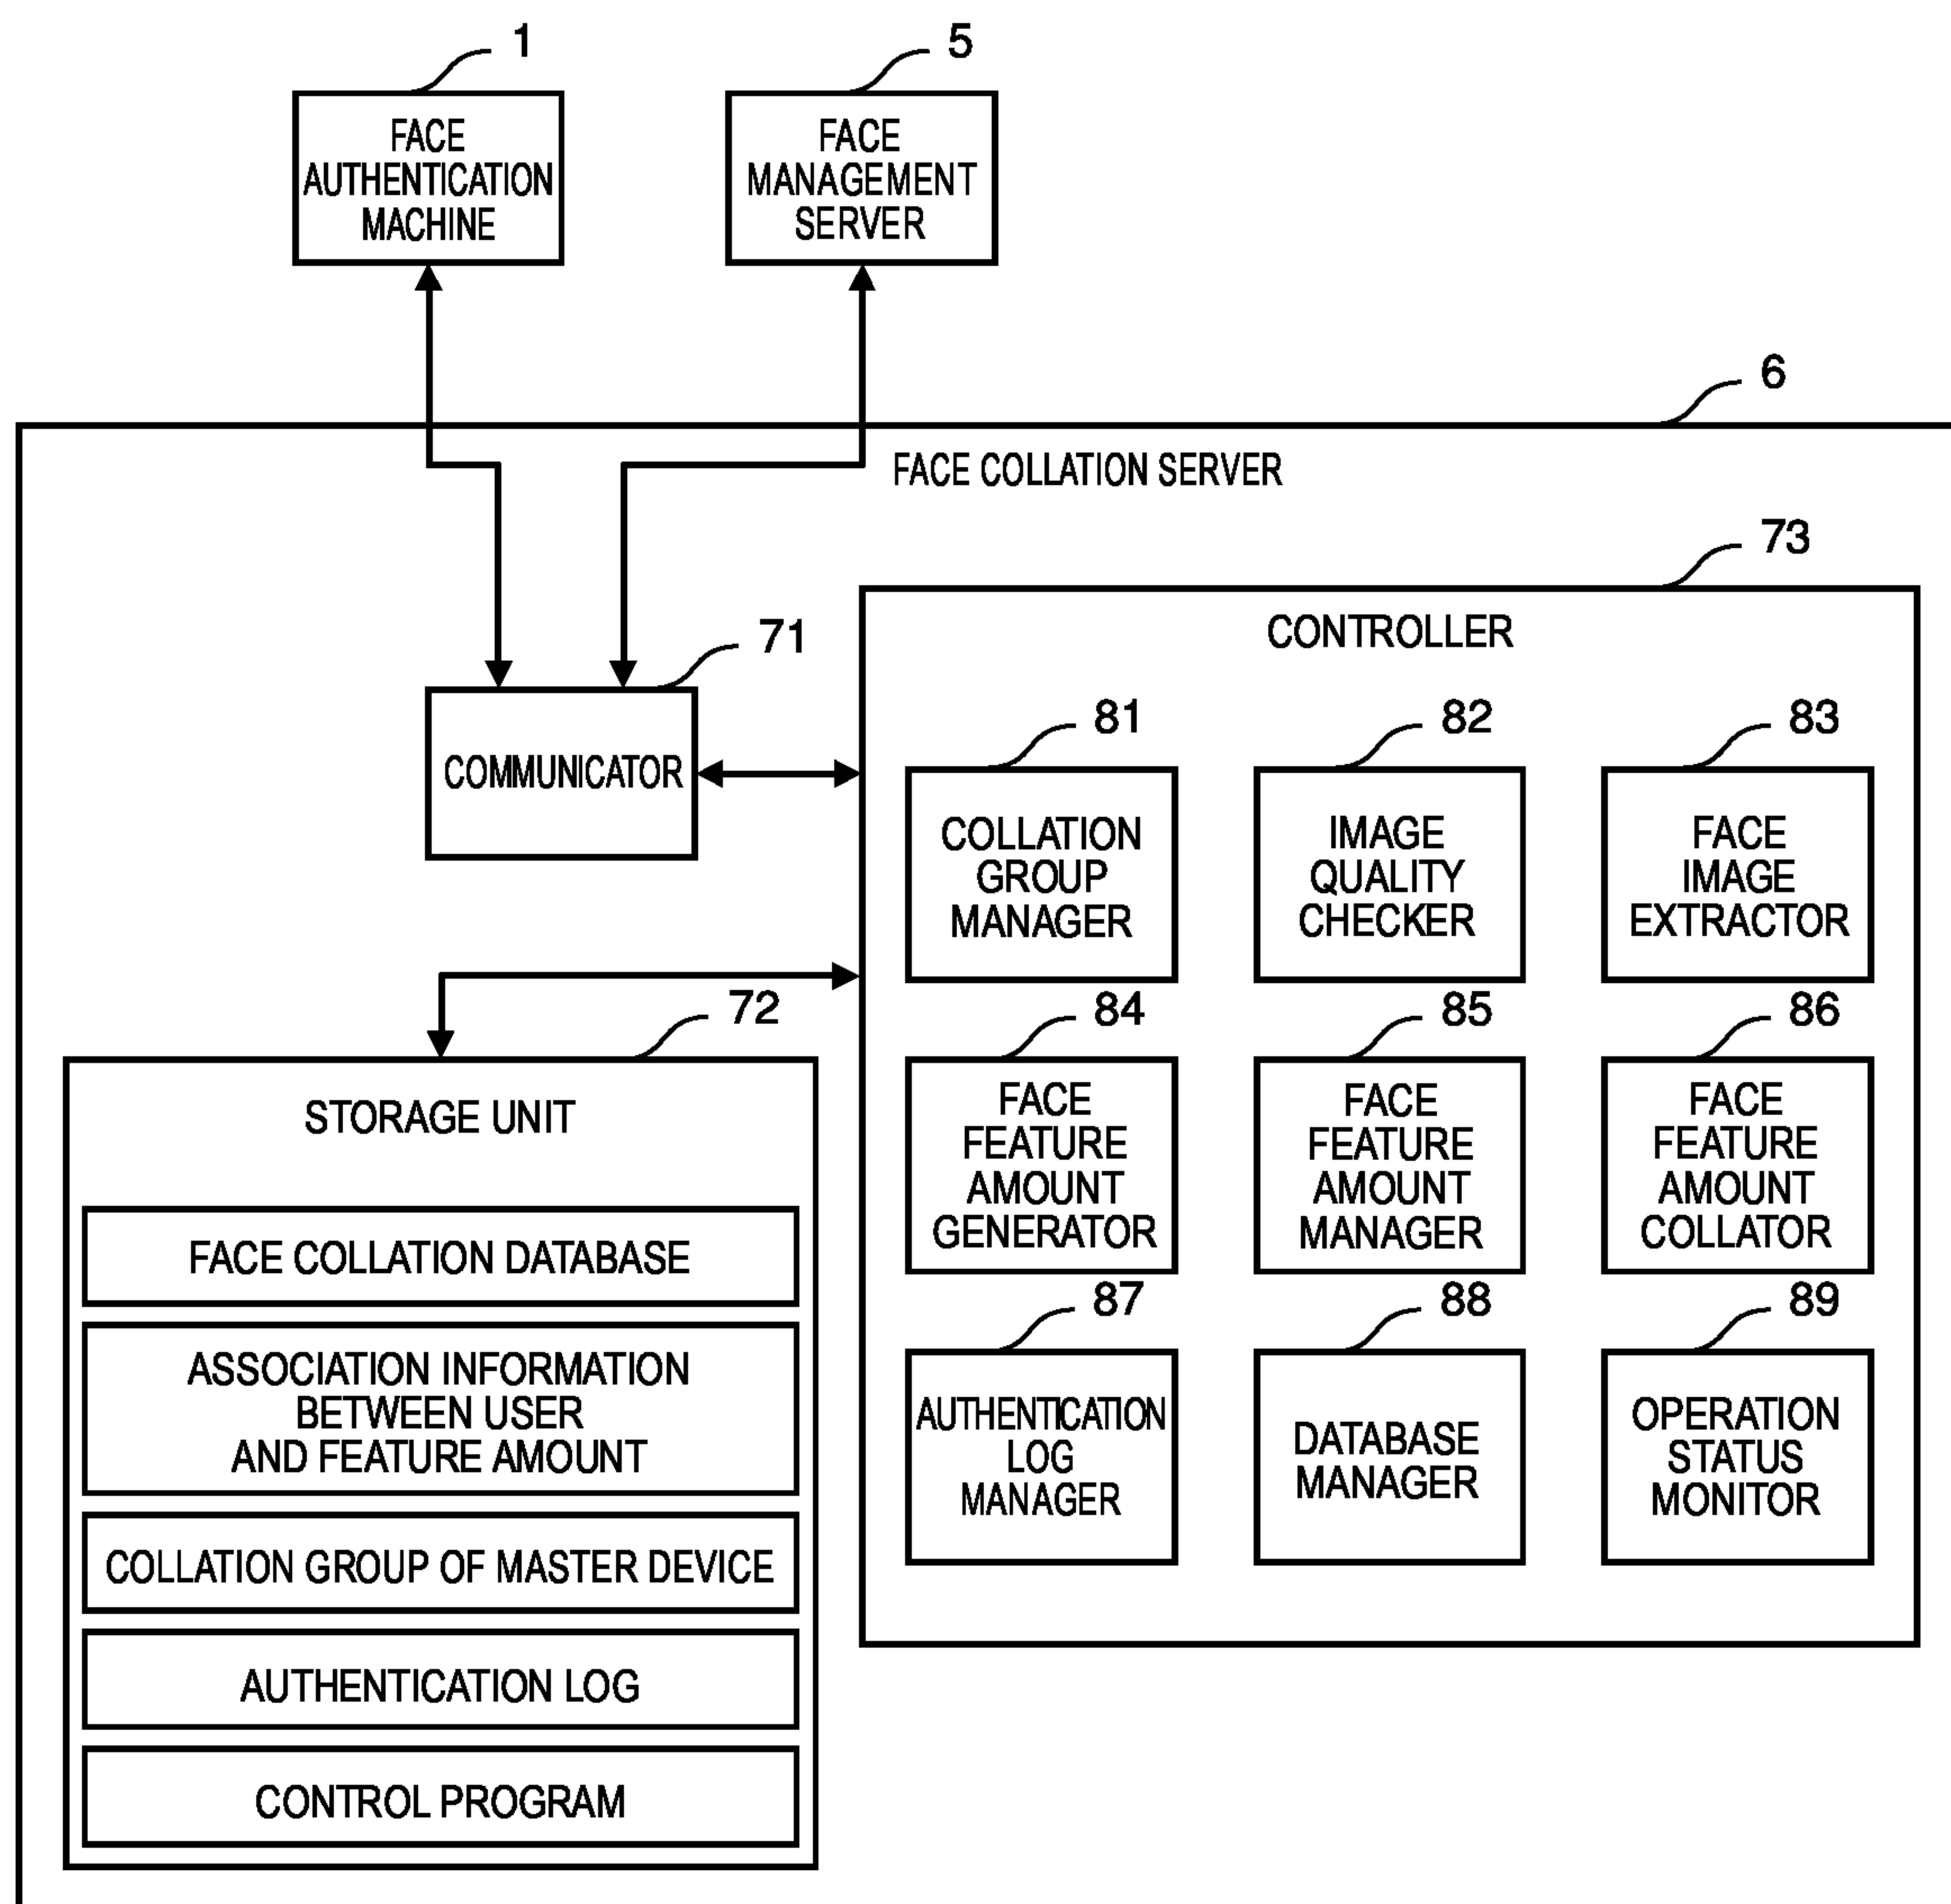 1
5
FACE
AUTHENTICATION
MACHINE
FACE
MANAGEMENT
SERVER
6
FACE COLLATION SERVER
73
CONTROLLER
71
COMMUNICATOR
81
COLLATION
GROUP
MANAGER
82
IMAGE
QUALITY
CHECKER
83
FACE
IMAGE
EXTRACTOR
84
FACE
FEATURE
AMOUNT
GENERATOR
85
FACE
FEATURE
AMOUNT
MANAGER
86
FACE
FEATURE
AMOUNT
COLLATOR
87
AUTHENTICATION
LOG
MANAGER
88
DATABASE
MANAGER
89
OPERATION
STATUS
MONITOR
72
STORAGE UNIT
FACE COLLATION DATABASE
ASSOCIATION INFORMATION
BETWEEN USER
AND FEATURE AMOUNT
COLLATION GROUP OF MASTER DEVICE
AUTHENTICATION LOG
CONTROL PROGRAM